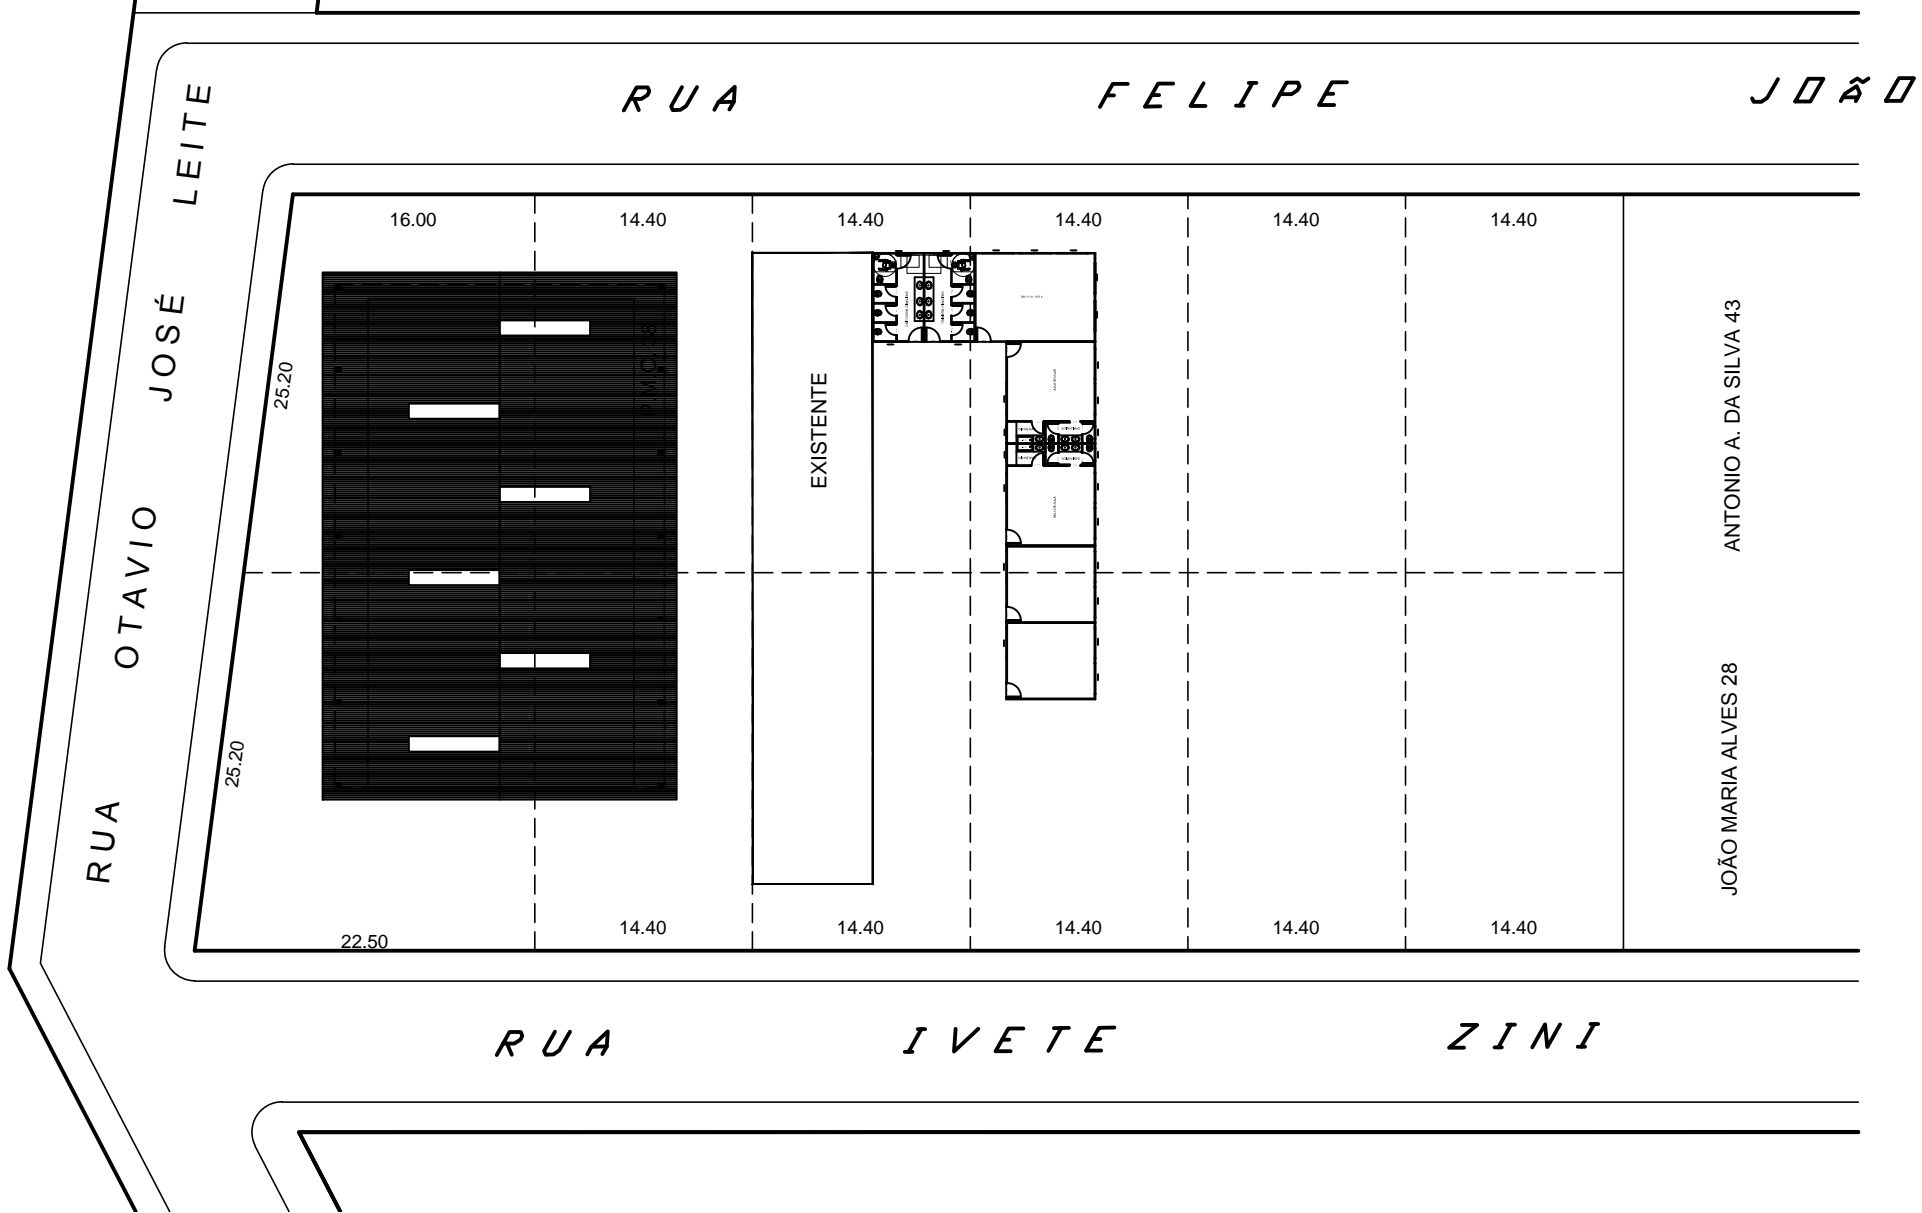 RUA FELIPE JOÃO
RUA OTAVIO JOSÉ LEITE
16.00 14.40 14.40 14.40 14.40 14.40
25.20
25.20
P.M.C. 38
EXISTENTE
ANTONIO A. DA SILVA 43
JOÃO MARIA ALVES 28
22.50 14.40 14.40 14.40 14.40 14.40
RUA IVETE ZINI